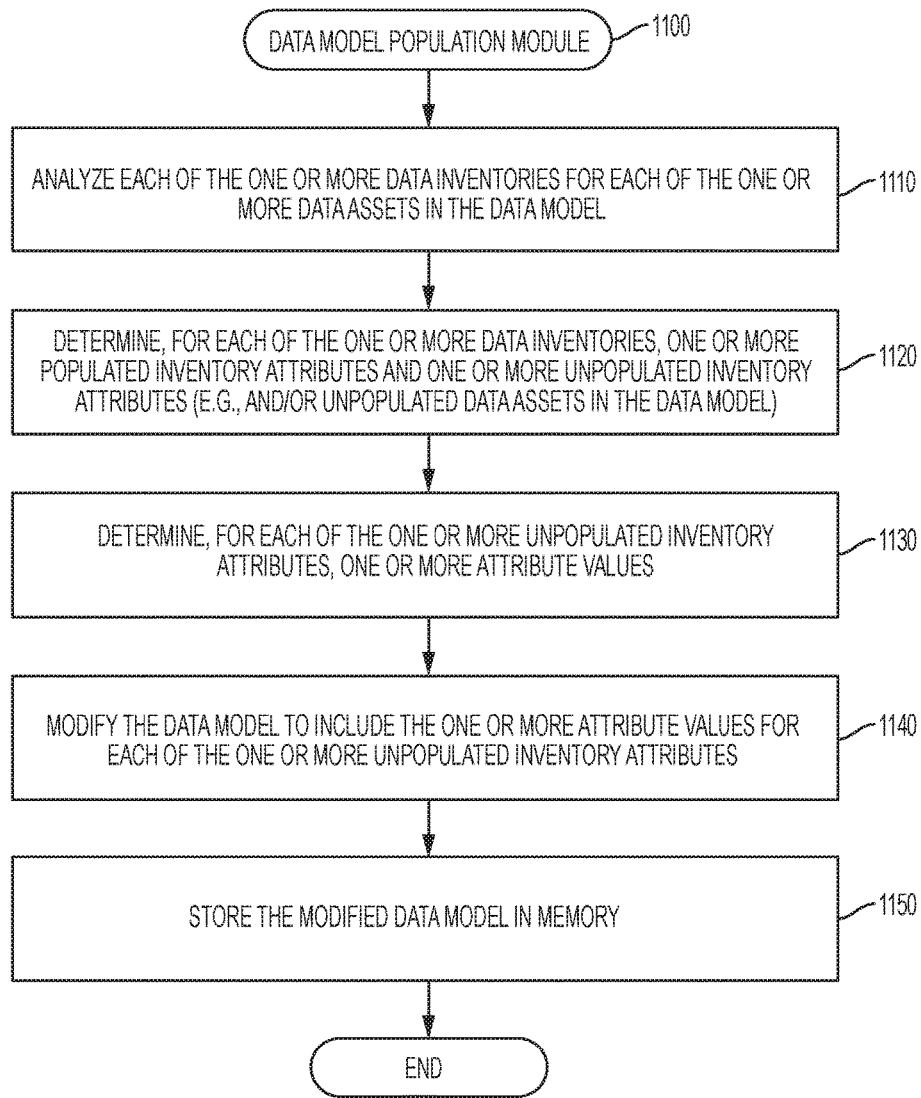 DATA MODEL POPULATION MODULE
1100
ANALYZE EACH OF THE ONE OR MORE DATA INVENTORIES FOR EACH OF THE ONE OR
MORE DATA ASSETS IN THE DATA MODEL
1110
DETERMINE, FOR EACH OF THE ONE OR MORE DATA INVENTORIES, ONE OR MORE
POPULATED INVENTORY ATTRIBUTES AND ONE OR MORE UNPOPULATED INVENTORY
ATTRIBUTES (E.G., AND/OR UNPOPULATED DATA ASSETS IN THE DATA MODEL)
1120
DETERMINE, FOR EACH OF THE ONE OR MORE UNPOPULATED INVENTORY
ATTRIBUTES, ONE OR MORE ATTRIBUTE VALUES
1130
MODIFY THE DATA MODEL TO INCLUDE THE ONE OR MORE ATTRIBUTE VALUES FOR
EACH OF THE ONE OR MORE UNPOPULATED INVENTORY ATTRIBUTES
1140
STORE THE MODIFIED DATA MODEL IN MEMORY
1150
END